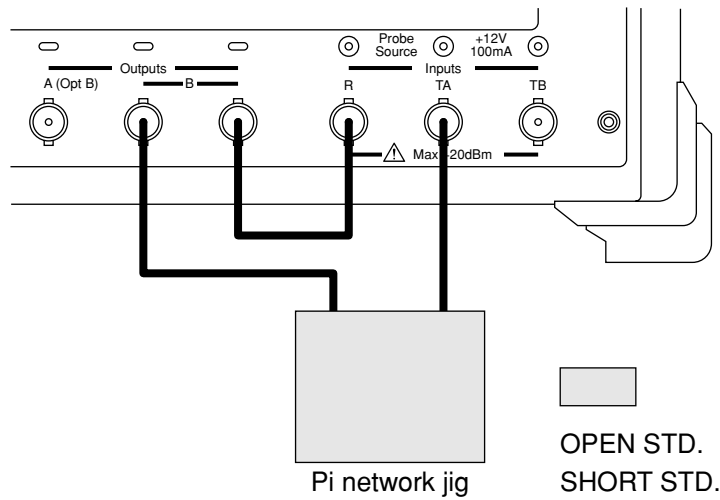 Probe
Source
+12V
100mA
Outputs
Inputs
A (Opt B)
B
R
TA
TB
Max +20dBm
Pi network jig
OPEN STD.
SHORT STD.